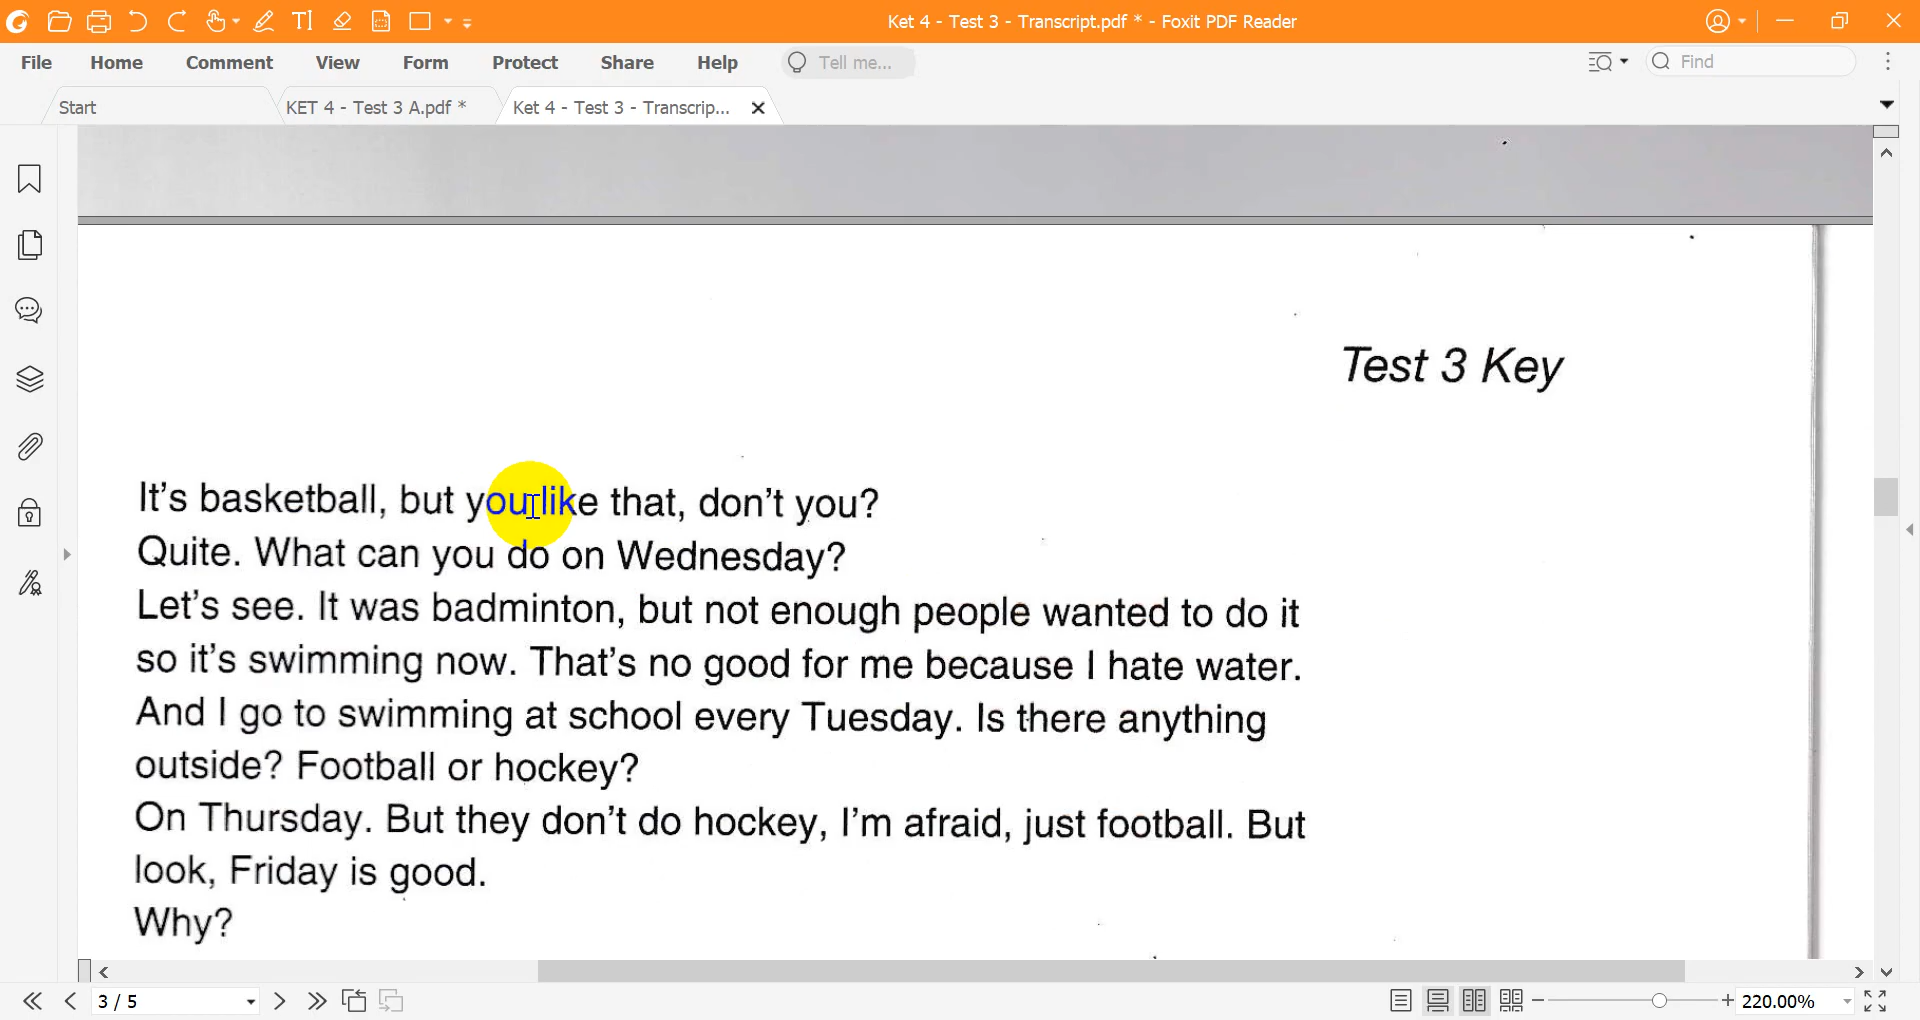 Ket 4 - Test 3 - Transcript.pdf * - Foxit PDF Reader
File Home Comment View Form Protect Share Help Tell me... Find
Start KET 4 - Test 3 A.pdf * Ket 4 - Test 3 - Transcrip...
Test 3 Key
It's basketball, but you like that, don't you?
Quite. What can you do on Wednesday?
Let's see. It was badminton, but not enough people wanted to do it
so it's swimming now. That's no good for me because I hate water.
And I go to swimming at school every Tuesday. Is there anything
outside? Football or hockey?
On Thursday. But they don't do hockey, I'm afraid, just football. But
look, Friday is good.
Why?
3 / 5 220.00%